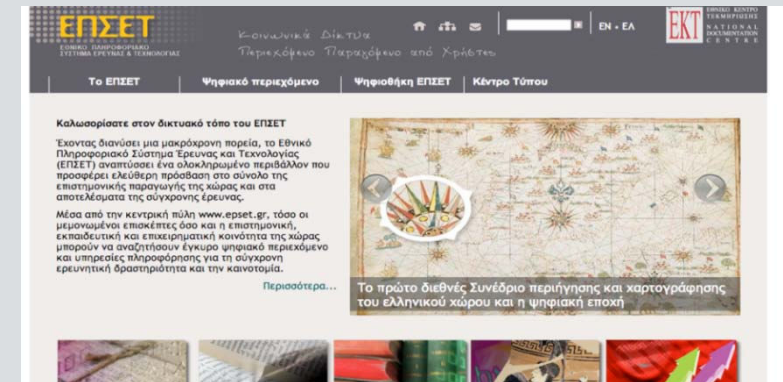 ΕΠΣΕΤ
ΕΘΝΙΚΟ ΠΛΗΡΟΦΟΡΙΑΚΟ
ΣΥΣΤΗΜΑ ΕΡΕΥΝΑΣ & ΤΕΧΝΟΛΟΓΙΑΣ
Κοινωνικά Δίκτυα
Περιεχόμενο Παραγόμενο από Χρήστες
EN • ΕΛ
ΕΚΤ
ΕΘΝΙΚΟ ΚΕΝΤΡΟ
ΤΕΚΜΗΡΙΩΣΗΣ
NATIONAL
DOCUMENTATION
CENTRE
Το ΕΠΣΕΤ
Ψηφιακό περιεχόμενο
Ψηφιοθήκη ΕΠΣΕΤ
Κέντρο Τύπου
Καλωσορίσατε στον δικτυακό τόπο του ΕΠΣΕΤ
Έχοντας διανύσει μια μακρόχρονη πορεία, το Εθνικό
Πληροφοριακό Σύστημα Έρευνας και Τεχνολογίας
(ΕΠΣΕΤ) αναπτύσσει ένα ολοκληρωμένο περιβάλλον που
προσφέρει ελεύθερη πρόσβαση στο σύνολο της
επιστημονικής παραγωγής της χώρας και στα
αποτελέσματα της σύγχρονης έρευνας.
Μέσα από την κεντρική πύλη www.epset.gr, τόσο οι
μεμονωμένοι επισκέπτες όσο και η επιστημονική,
εκπαιδευτική και επιχειρηματική κοινότητα της χώρας
μπορούν να αναζητήσουν έγκυρο ψηφιακό περιεχόμενο
και υπηρεσίες πληροφόρησης για τη σύγχρονη
ερευνητική δραστηριότητα και την καινοτομία.
Περισσότερα...
Το πρώτο διεθνές Συνέδριο περιήγησης και χαρτογράφησης
του ελληνικού χώρου και η ψηφιακή εποχή